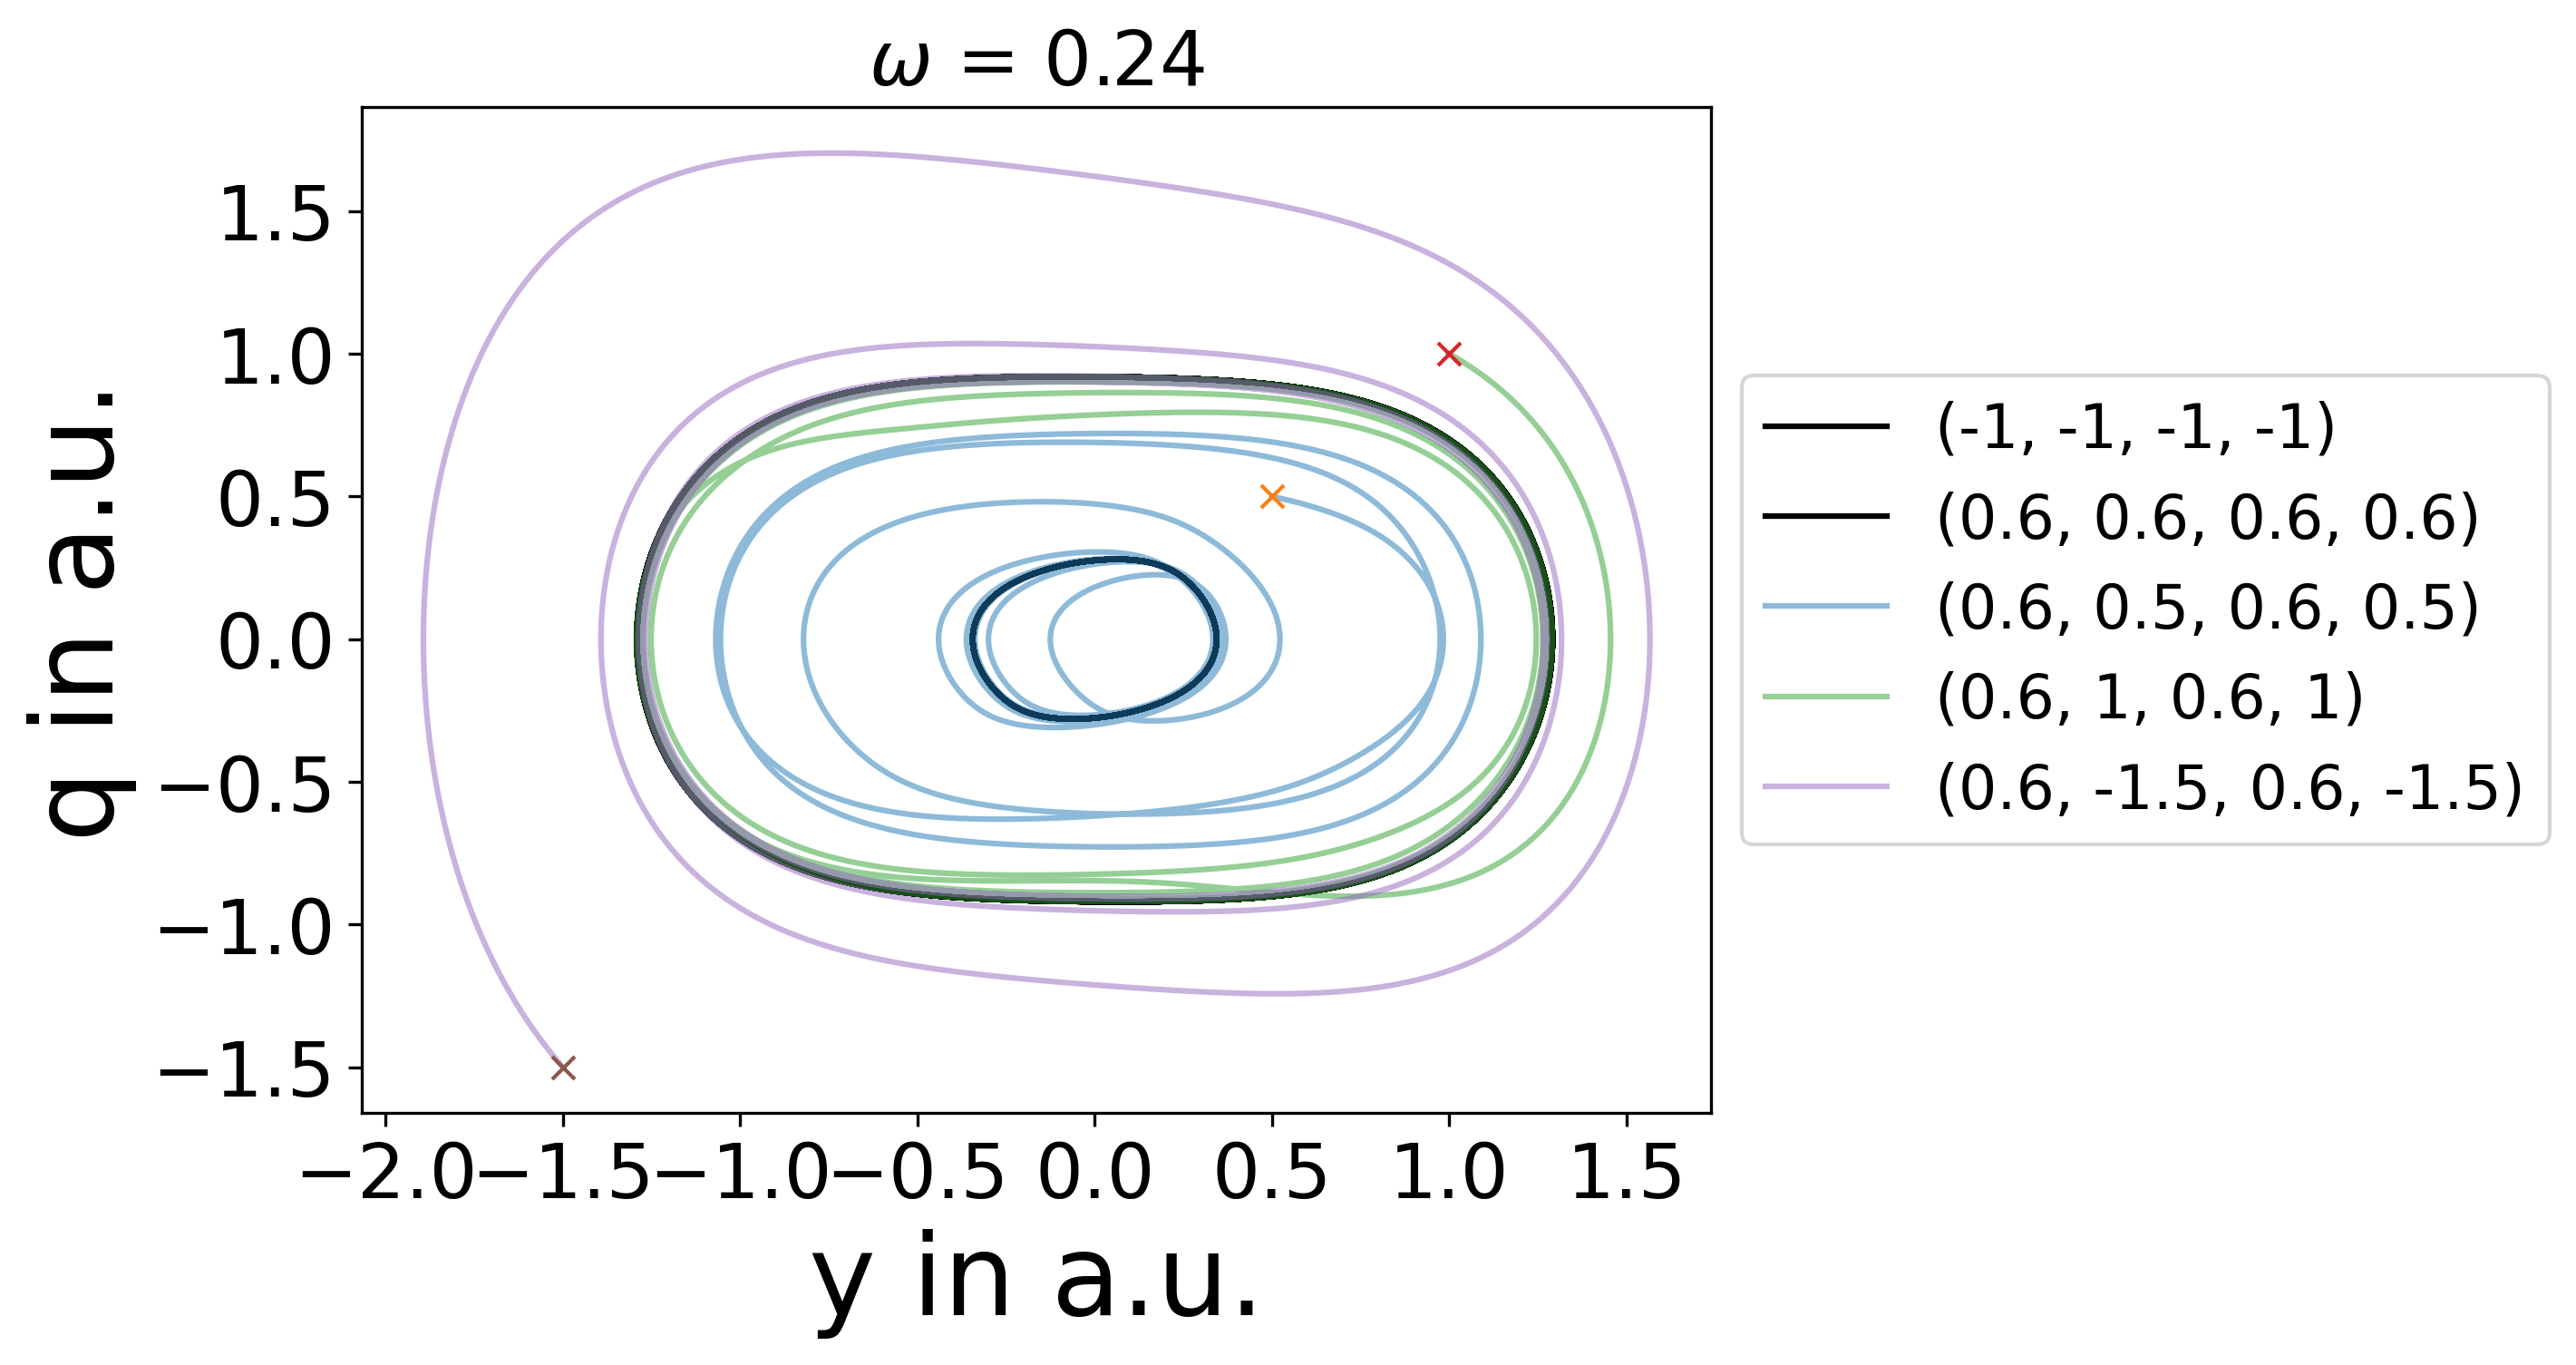 ω = 0.24
q in a.u.
1.5
1.0
0.5
0.0
−0.5
−1.0
−1.5
−2.0 −1.5 −1.0 −0.5 0.0 0.5 1.0 1.5
y in a.u.
(-1, -1, -1, -1)
(0.6, 0.6, 0.6, 0.6)
(0.6, 0.5, 0.6, 0.5)
(0.6, 1, 0.6, 1)
(0.6, -1.5, 0.6, -1.5)